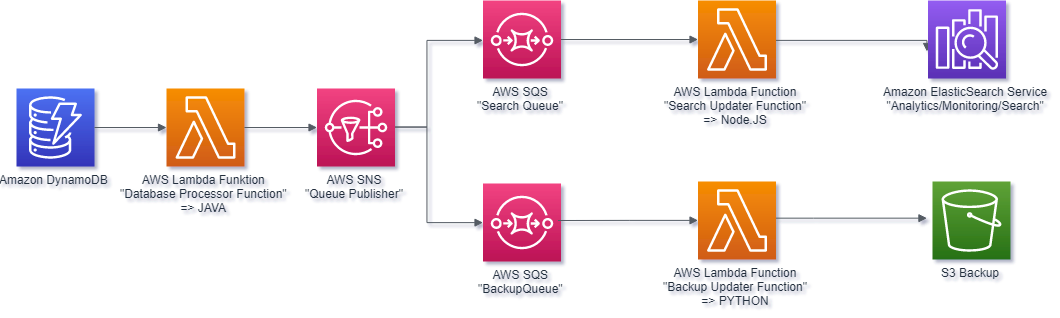 Amazon DynamoDB
AWS Lambda Funktion
"Database Processor Function"
=> JAVA
AWS SNS
"Queue Publisher"
AWS SQS
"Search Queue"
AWS Lambda Function
"Search Updater Function"
=> Node.JS
Amazon ElasticSearch Service
"Analytics/Monitoring/Search"
AWS SQS
"BackupQueue"
AWS Lambda Function
"Backup Updater Function"
=> PYTHON
S3 Backup